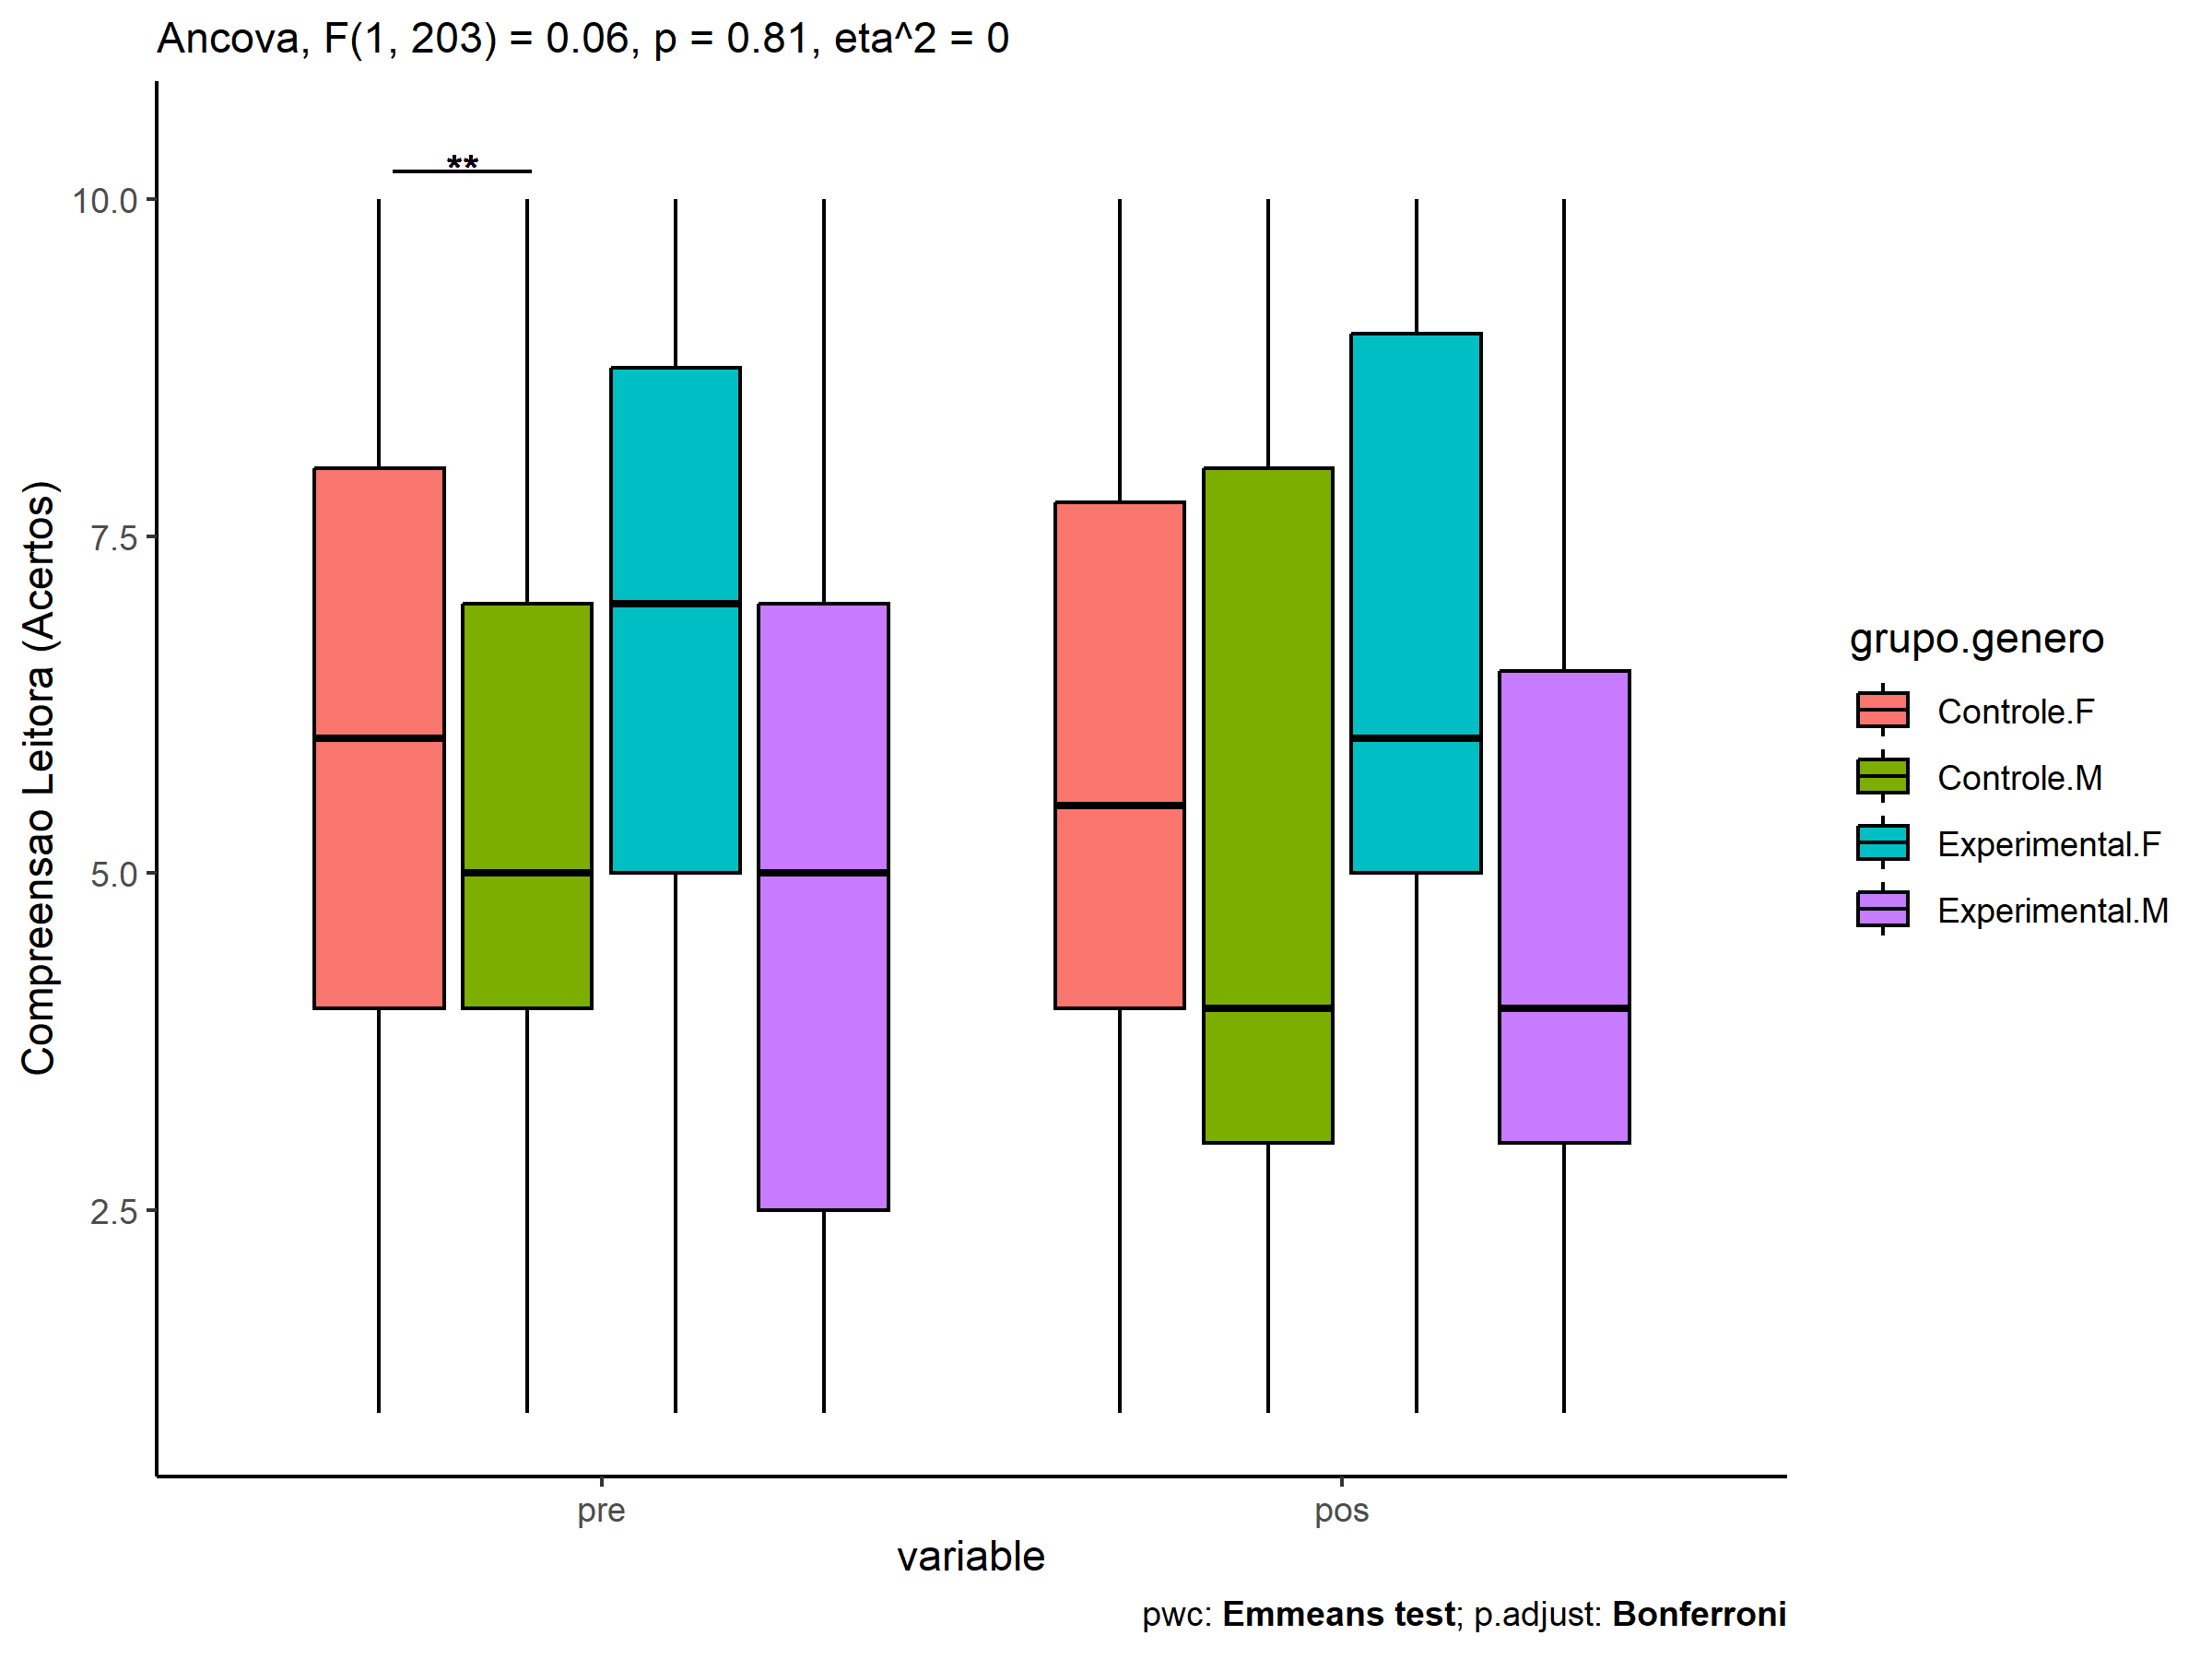 Ancova, F(1, 203) = 0.06, p = 0.81, eta^2 = 0
**
10.0
7.5
5.0
2.5
Compreensao Leitora (Acertos)
pre
pos
variable
grupo.genero
Controle.F
Controle.M
Experimental.F
Experimental.M
pwc: Emmeans test; p.adjust: Bonferroni